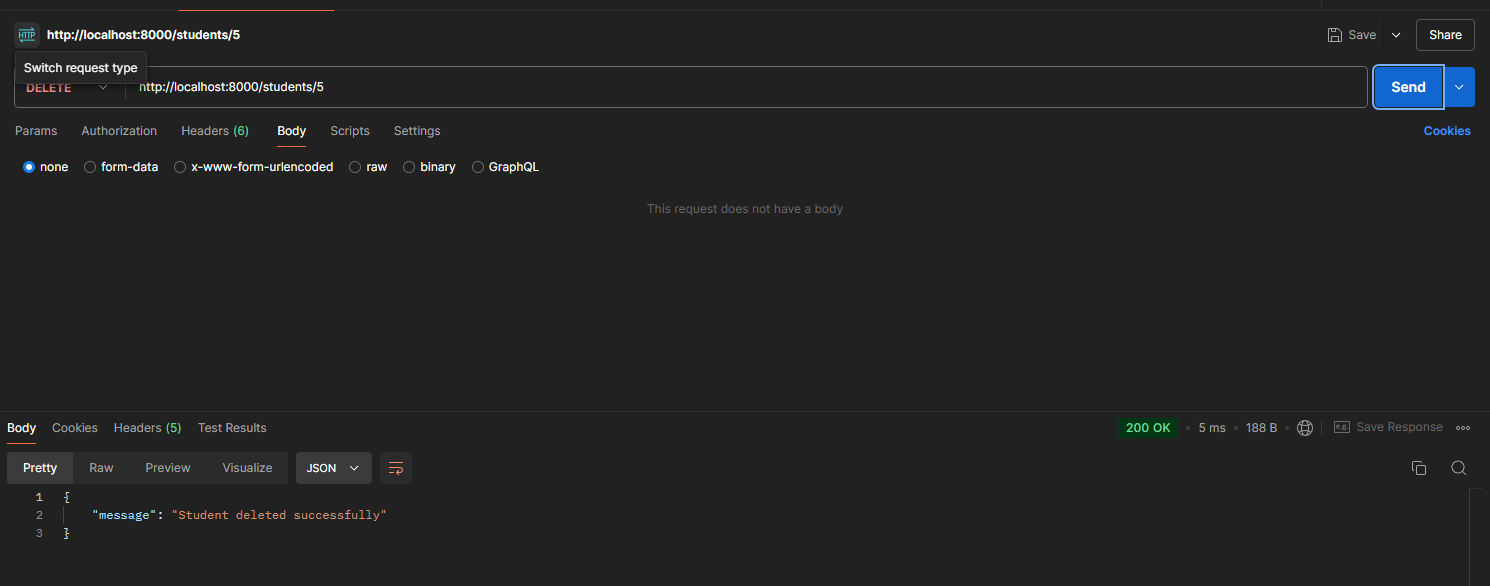 HTTP http://localhost:8000/students/5 Save Share
Switch request type
DELETE http://localhost:8000/students/5 Send
Params Authorization Headers (6) Body Scripts Settings Cookies
none form-data x-www-form-urlencoded raw binary GraphQL
This request does not have a body
Body Cookies Headers (5) Test Results 200 OK • 5 ms • 188 B e.g. Save Response
Pretty Raw Preview Visualize JSON
1 {
2 "message": "Student deleted successfully"
3 }